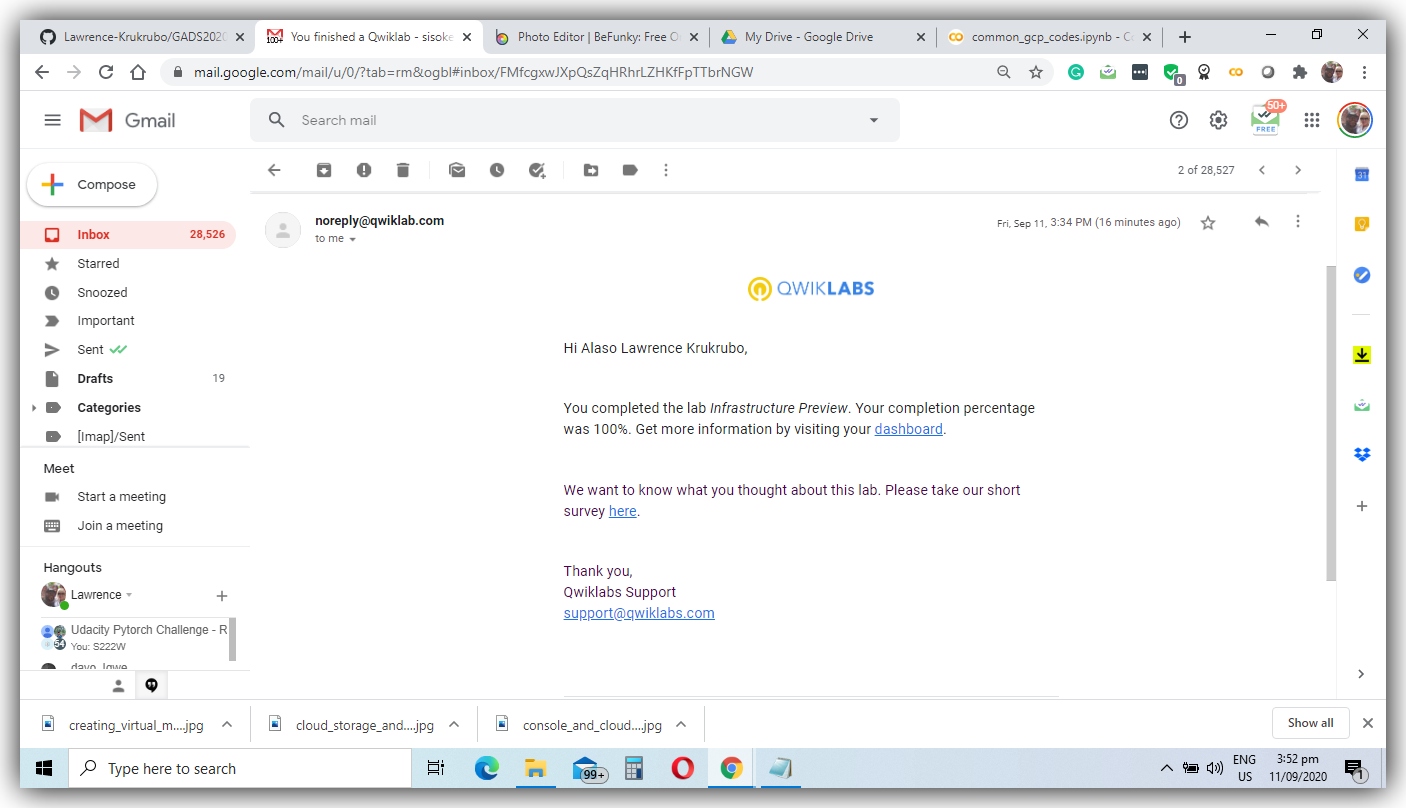 Lawrence-Krukrubo/GADS2020
You finished a Qwiklab - sisoke
Photo Editor | BeFunky: Free O
My Drive - Google Drive
common_gcp_codes.ipynb - C
mail.google.com/mail/u/0/?tab=rm&ogbl#inbox/FMfcgxwJXpQsZqHRhrLZHKfFpTTbrNGW
0
Gmail
Search mail
50+
FREE
Compose
2 of 28,527
31
Inbox 28,526
noreply@qwiklab.com
to me
Fri, Sep 11, 3:34 PM (16 minutes ago)
Starred
Snoozed
Important
Sent
Drafts 19
Categories
[Imap]/Sent
QWIKLABS
Hi Alaso Lawrence Krukrubo,
You completed the lab Infrastructure Preview. Your completion percentage
was 100%. Get more information by visiting your dashboard.
We want to know what you thought about this lab. Please take our short
survey here.
Thank you,
Qwiklabs Support
support@qwiklabs.com
Meet
Start a meeting
Join a meeting
Hangouts
Lawrence
Udacity Pytorch Challenge - R
54
You: S222W
dayo, Igwe
creating_virtual_m....jpg
cloud_storage_and....jpg
console_and_cloud....jpg
Show all
Type here to search
99+
ENG
US
3:52 pm
11/09/2020
1